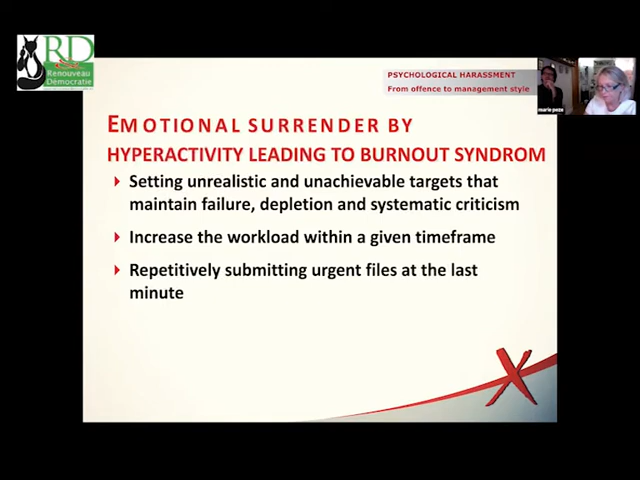 RD
Renouveau
Démocratie
PSYCHOLOGICAL HARASSMENT
From offence to management style
marie peze
EMOTIONAL SURRENDER BY
HYPERACTIVITY LEADING TO BURNOUT SYNDROM
Setting unrealistic and unachievable targets that
maintain failure, depletion and systematic criticism
Increase the workload within a given timeframe
Repetitively submitting urgent files at the last
minute